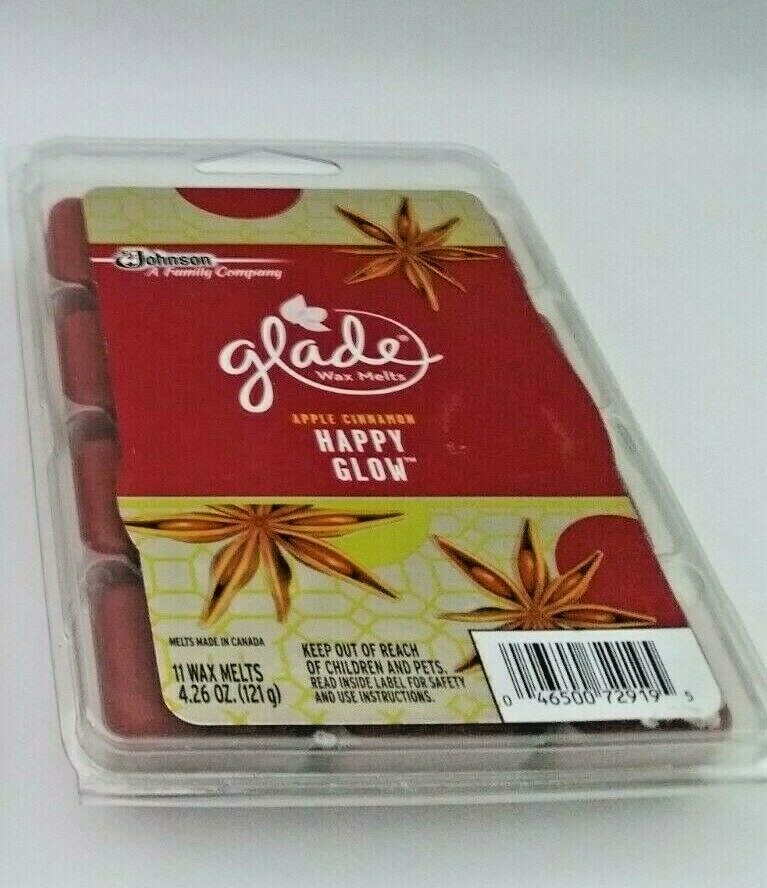 Johnson
A Family Company
glade®
Wax Melts
APPLE CINNAMON
HAPPY
GLOW™
MELTS MADE IN CANADA
11 WAX MELTS
4.26 OZ. (121 g)
KEEP OUT OF REACH
OF CHILDREN AND PETS.
READ INSIDE LABEL FOR SAFETY
AND USE INSTRUCTIONS.
0 46500 72919 5